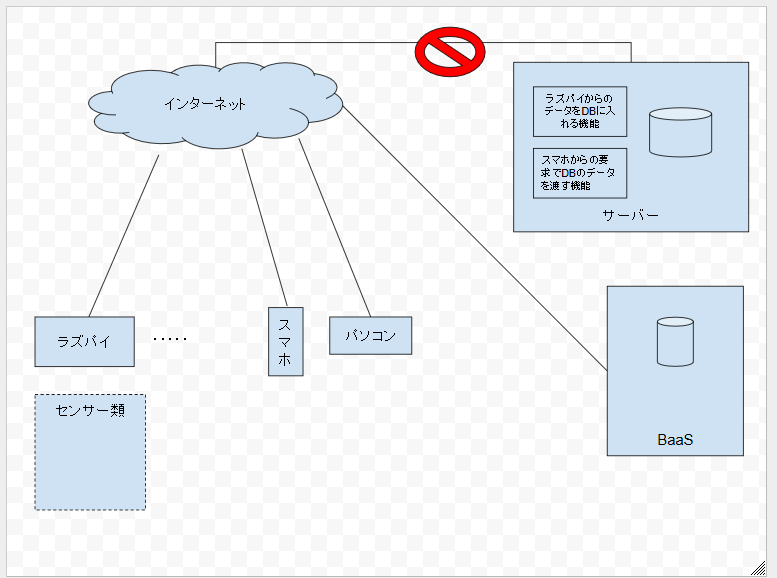 インターネット
ラズパイからの
データをDBに入
れる機能
スマホからの要
求でDBのデータ
を渡す機能
サーバー
ラズパイ
.....
ス
マ
ホ
パソコン
センサー類
BaaS